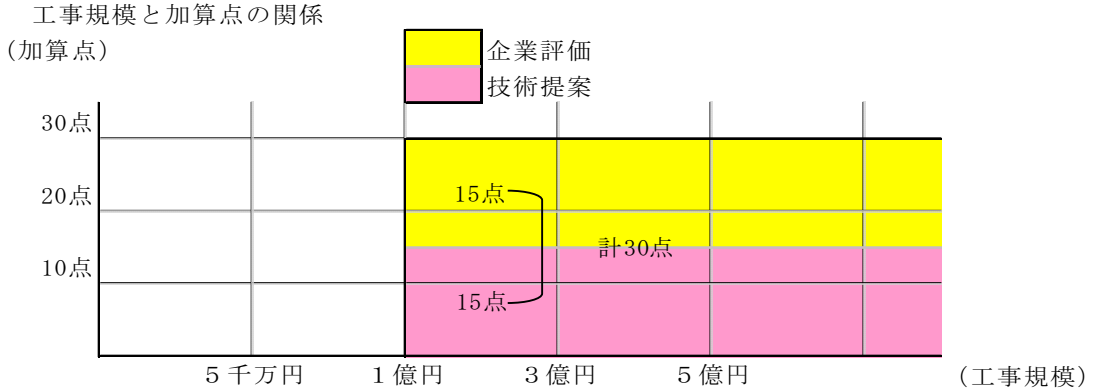 工事規模と加算点の関係
(加算点)
企業評価
技術提案
30点
20点
15点
計30点
10点
15点
5千万円
1億円
3億円
5億円
(工事規模)